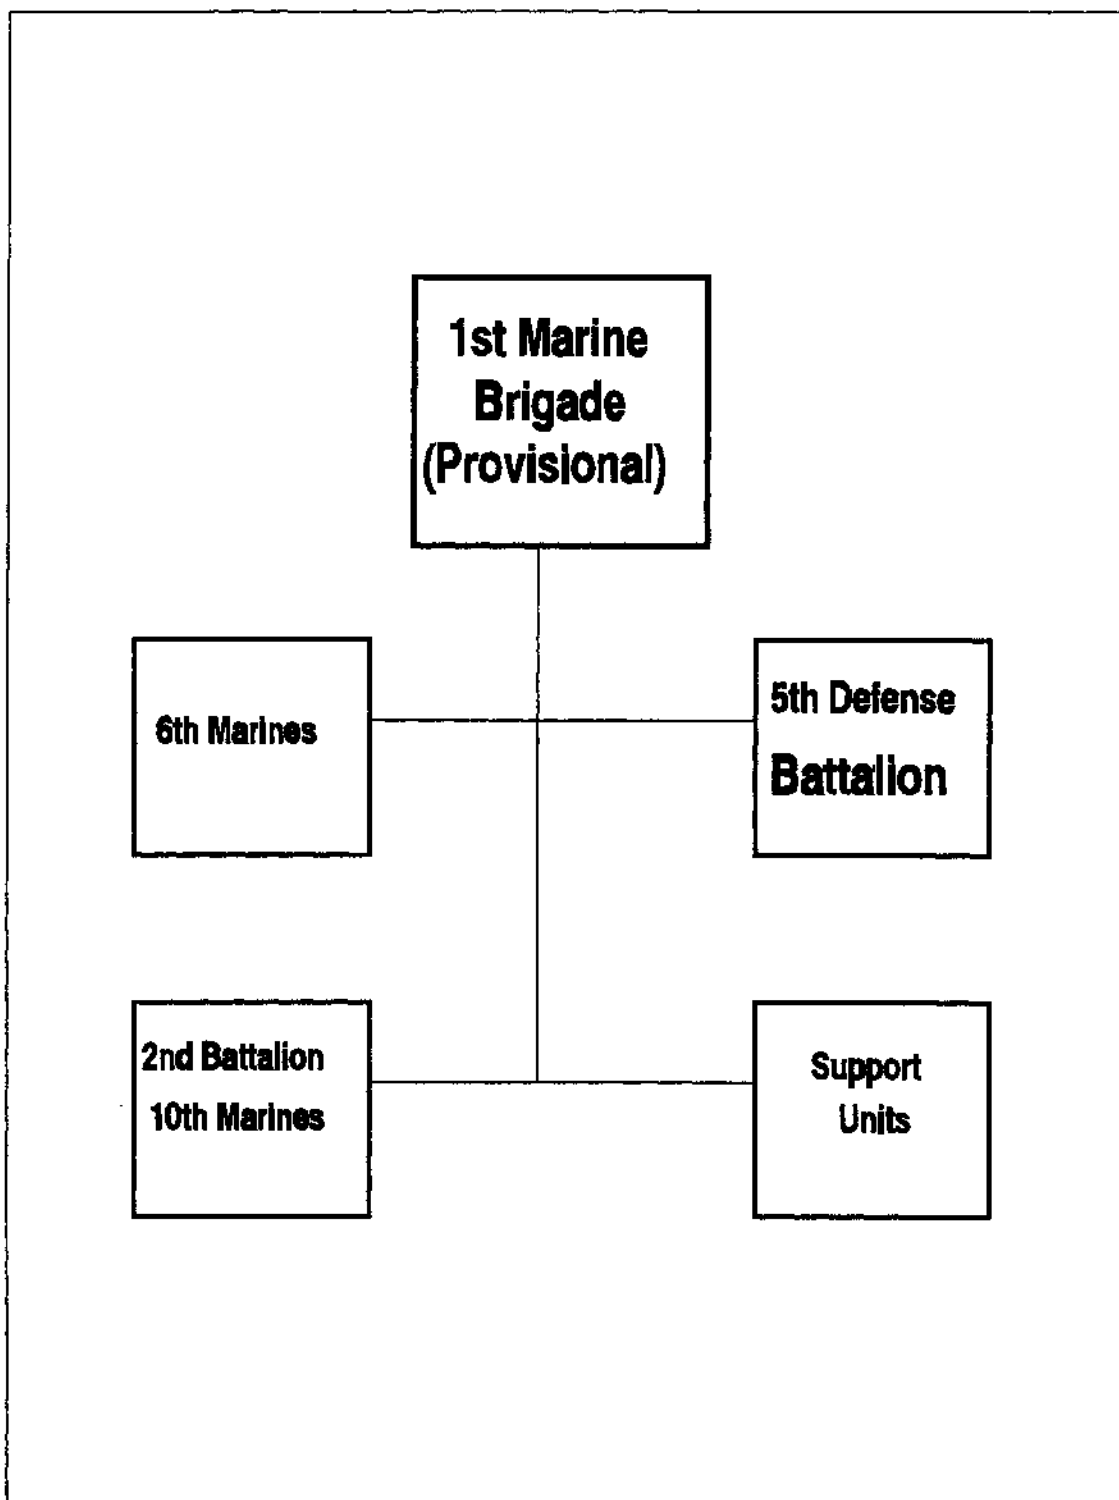 1st Marine
Brigade
(Provisional)
6th Marines
5th Defense
Battalion
2nd Battalion
10th Marines
Support
Units